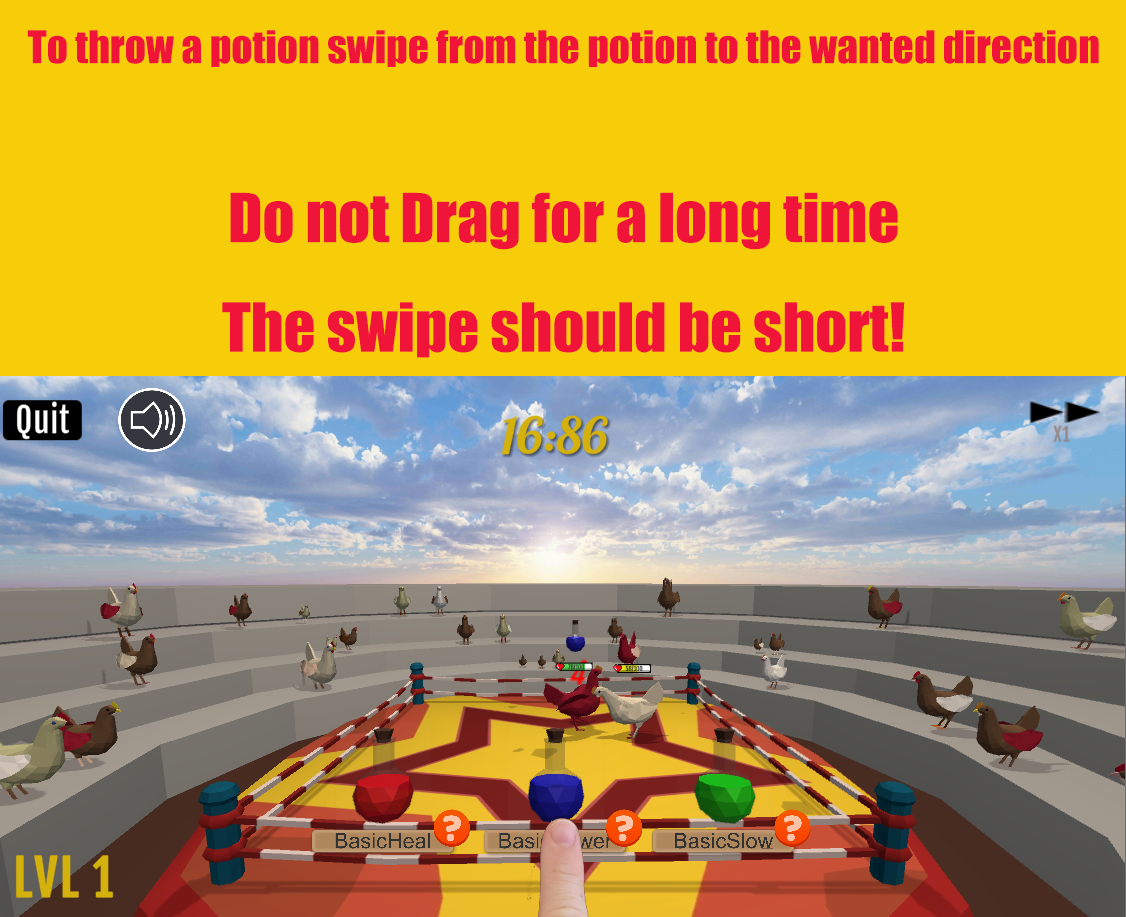 To throw a potion swipe from the potion to the wanted direction
Do not Drag for a long time
The swipe should be short!
Quit
16:86
X1
4
BasicHeal
BasicSlow
? ? ?
LVL 1